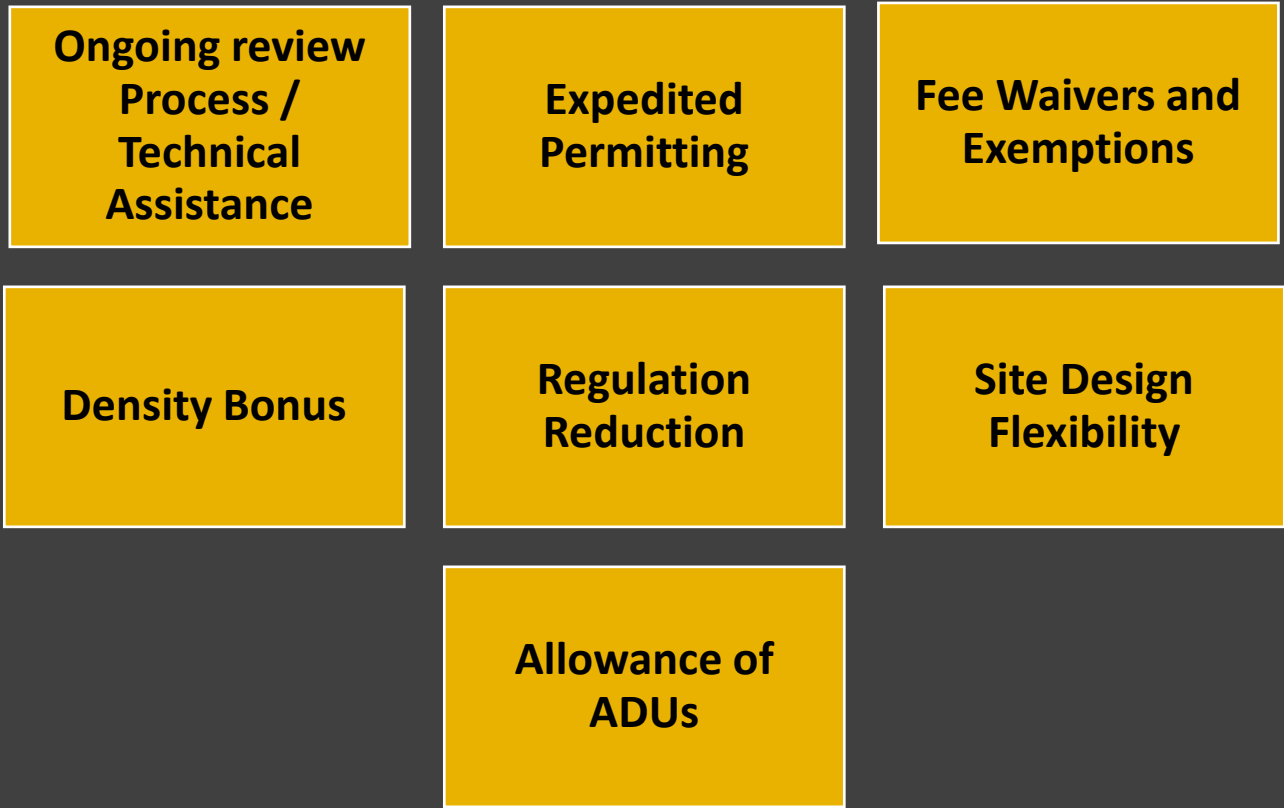 Ongoing review
Process /
Technical
Assistance
Expedited
Permitting
Fee Waivers and
Exemptions
Density Bonus
Regulation
Reduction
Site Design
Flexibility
Allowance of
ADUs